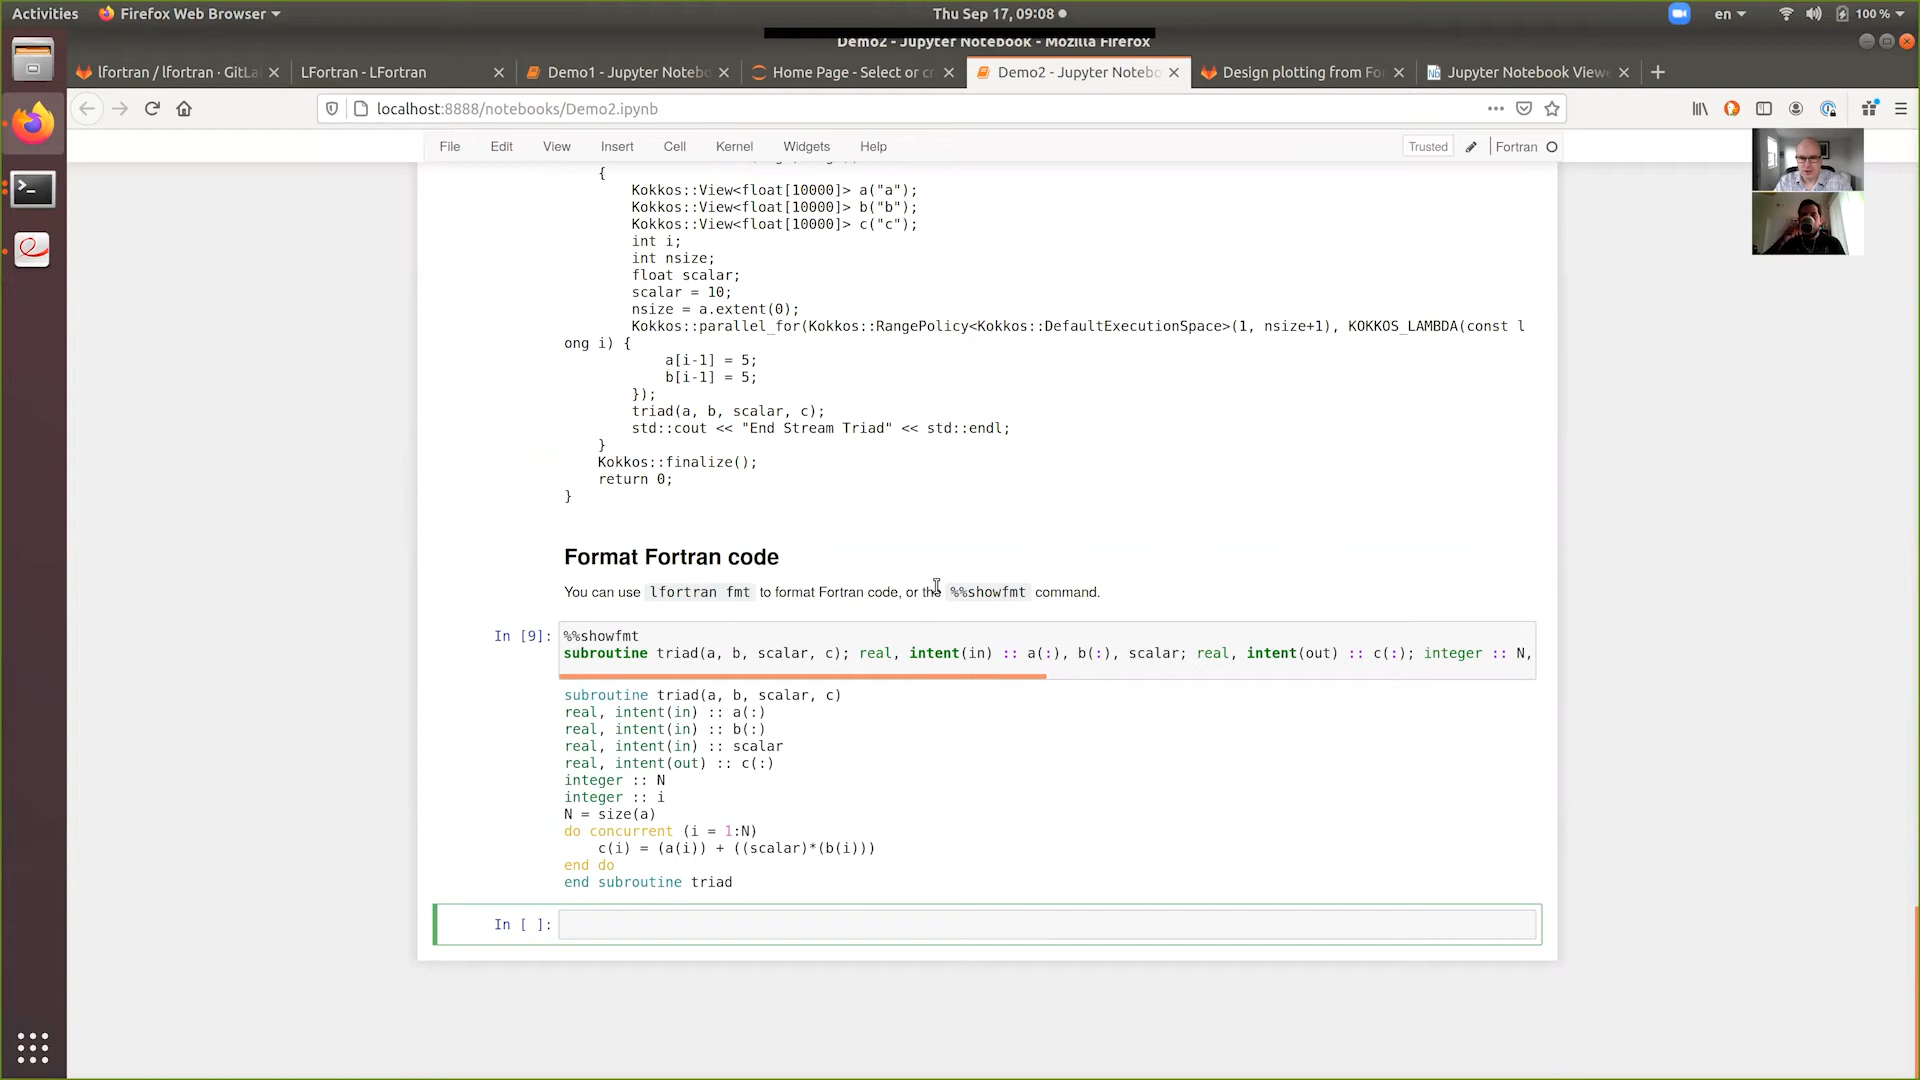 Activities
Firefox Web Browser
Thu Sep 17, 09:08
en
100 %
Demo2 - Jupyter Notebook - Mozilla Firefox
lfortran / lfortran · GitLa
LFortran - LFortran
Demo1 - Jupyter Notebo
Home Page - Select or cr
Demo2 - Jupyter Notebo
Design plotting from Fo
Jupyter Notebook Viewe
localhost:8888/notebooks/Demo2.ipynb
File Edit View Insert Cell Kernel Widgets Help
Trusted
Fortran
{
Kokkos::View<float[10000]> a("a");
Kokkos::View<float[10000]> b("b");
Kokkos::View<float[10000]> c("c");
int i;
int nsize;
float scalar;
scalar = 10;
nsize = a.extent(0);
Kokkos::parallel_for(Kokkos::RangePolicy<Kokkos::DefaultExecutionSpace>(1, nsize+1), KOKKOS_LAMBDA(const l
ong i) {
a[i-1] = 5;
b[i-1] = 5;
});
triad(a, b, scalar, c);
std::cout << "End Stream Triad" << std::endl;
}
Kokkos::finalize();
return 0;
}
Format Fortran code
You can use lfortran fmt to format Fortran code, or the %%showfmt command.
In [9]:
%%showfmt
subroutine triad(a, b, scalar, c); real, intent(in) :: a(:), b(:), scalar; real, intent(out) :: c(:); integer :: N,
subroutine triad(a, b, scalar, c)
real, intent(in) :: a(:)
real, intent(in) :: b(:)
real, intent(in) :: scalar
real, intent(out) :: c(:)
integer :: N
integer :: i
N = size(a)
do concurrent (i = 1:N)
c(i) = (a(i)) + ((scalar)*(b(i)))
end do
end subroutine triad
In [ ]: